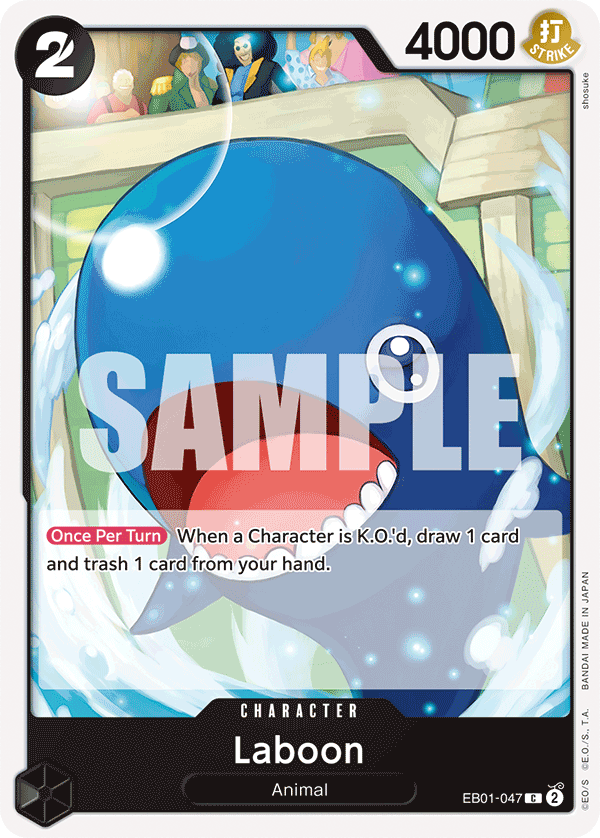 2
4000
打
STRIKE
shosuke
SAMPLE
Once Per Turn When a Character is K.O.'d, draw 1 card
and trash 1 card from your hand.
CHARACTER
Laboon
Animal
EB01-047 C 2
©EO/S ©E.O./S., T.A. BANDAI MADE IN JAPAN